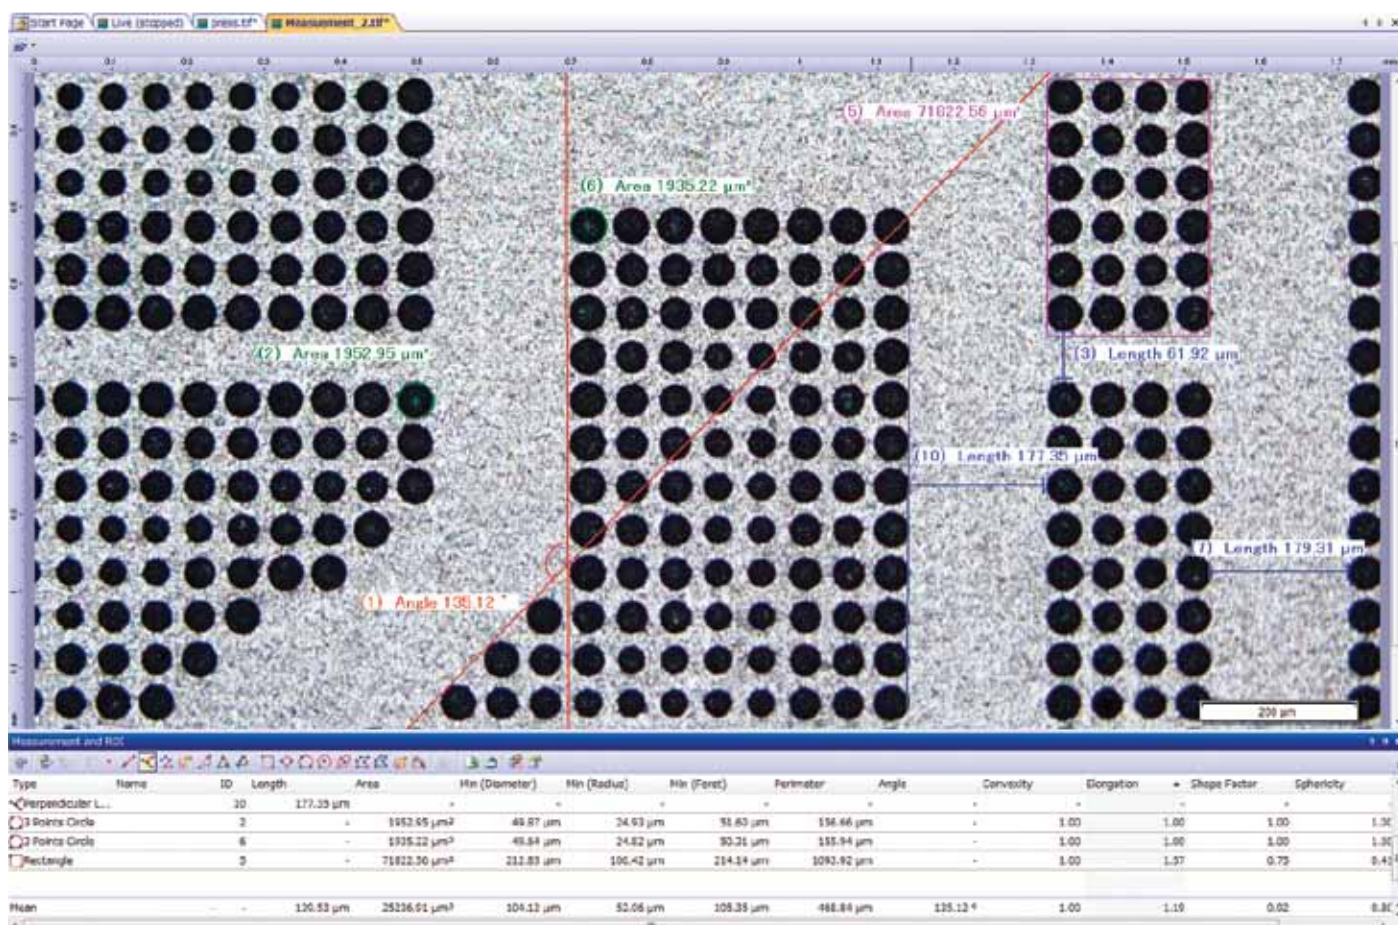 Start Page Live (stopped) press.tif* Measurement_2.tif*
(5) Area 71822.56 µm²
(6) Area 1935.22 µm²
(2) Area 1952.95 µm²
(3) Length 61.92 µm
(10) Length 177.35 µm
7) Length 179.31 µm
(1) Angle 135.12 °
200 µm
Measurement and ROI
Type Name ID Length Area Min (Diameter) Min (Radius) Min (Feret) Perimeter Angle Convexity Elongation Shape Factor Sphericity
Perpendicular L... 10 177.35 µm - - - - - - - - - -
3 Points Circle 2 - 1952.95 µm² 49.87 µm 24.93 µm 156.66 µm - 1.00 1.00 1.00
3 Points Circle 6 - 1935.22 µm² 49.64 µm 24.82 µm 155.94 µm - 1.00 1.00 1.00
Rectangle 5 - 71822.56 µm² 212.83 µm 106.42 µm 214.14 µm 1093.92 µm - 1.00 1.37 0.75
Mean - - 25236.91 µm² 104.12 µm 52.06 µm 105.35 µm 468.84 µm 135.12 ° 1.00